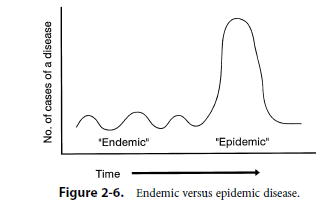 No. of cases of a disease
"Endemic" "Epidemic"
Time
Figure 2-6. Endemic versus epidemic disease.